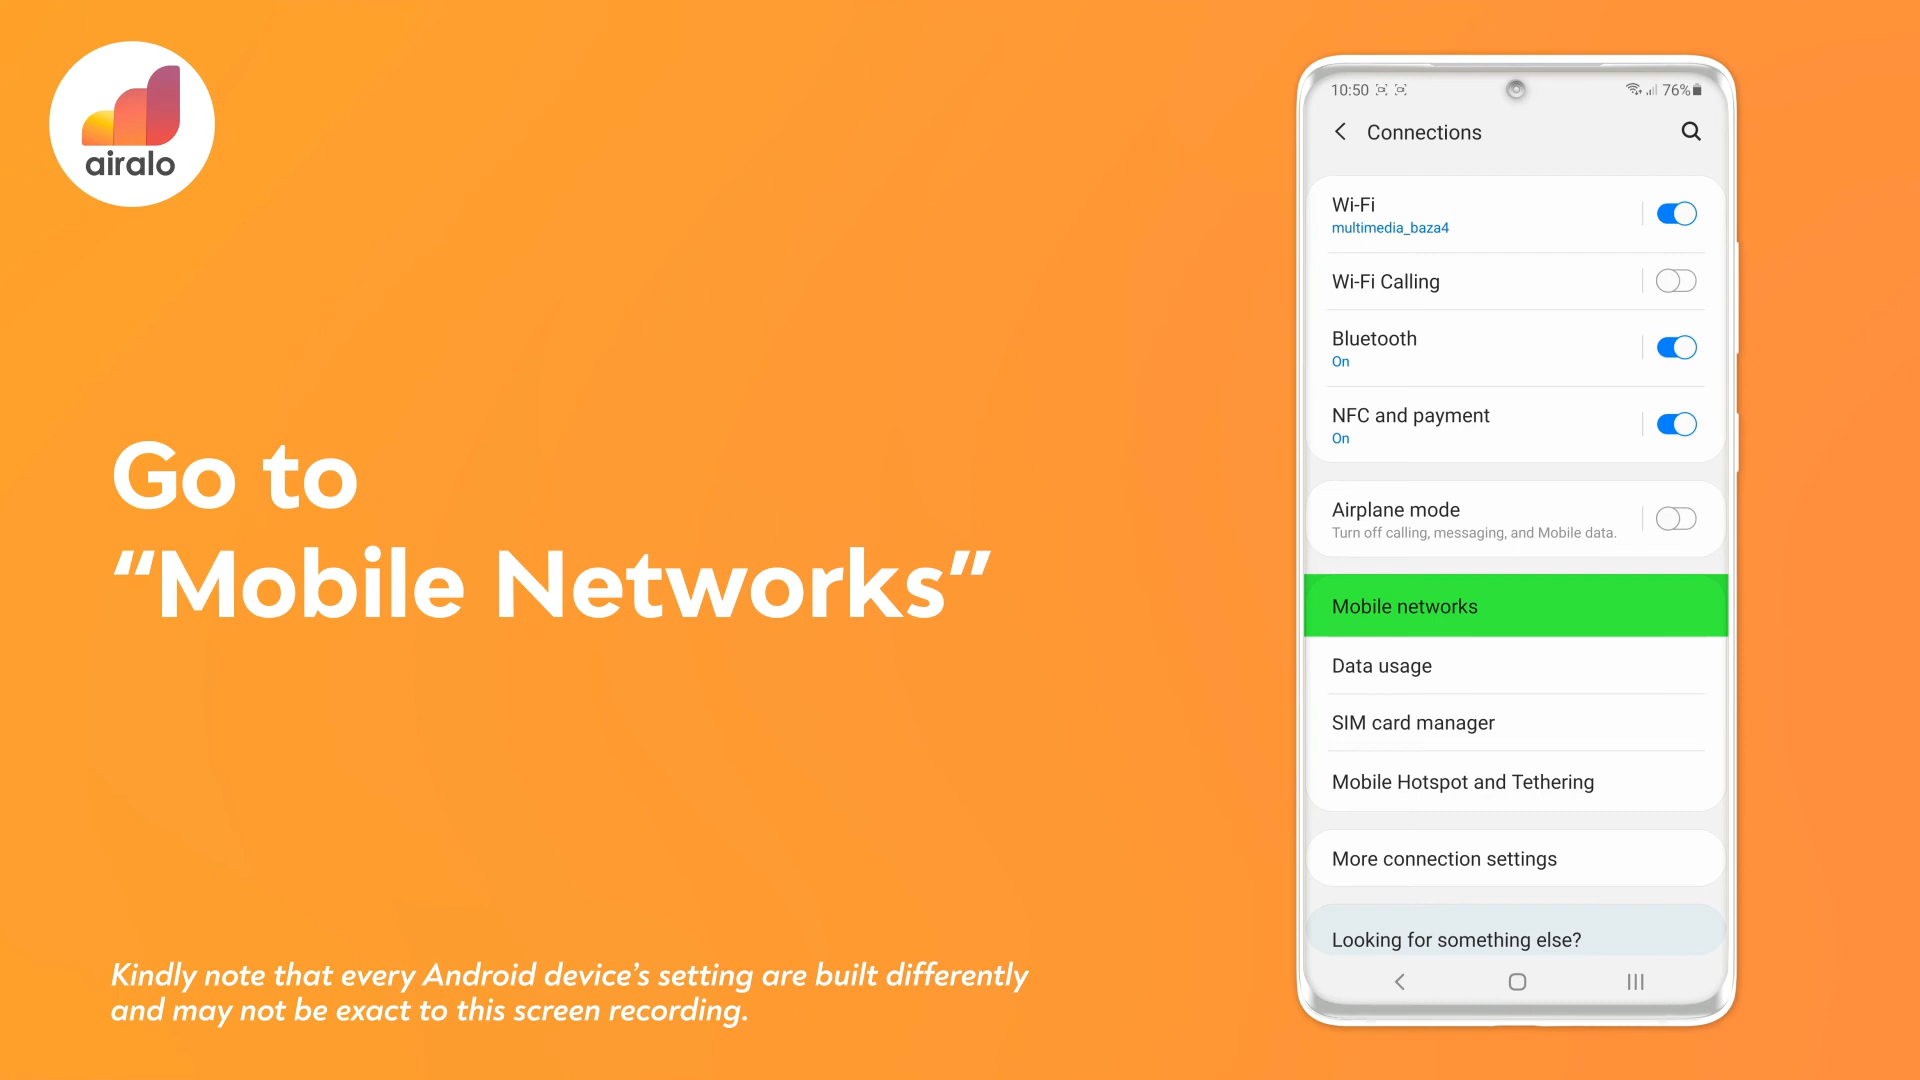 airalo
Go to
“Mobile Networks”
Kindly note that every Android device’s setting are built differently
and may not be exact to this screen recording.
10:50
76%
Connections
Wi-Fi
multimedia_baza4
Wi-Fi Calling
Bluetooth
On
NFC and payment
On
Airplane mode
Turn off calling, messaging, and Mobile data.
Mobile networks
Data usage
SIM card manager
Mobile Hotspot and Tethering
More connection settings
Looking for something else?